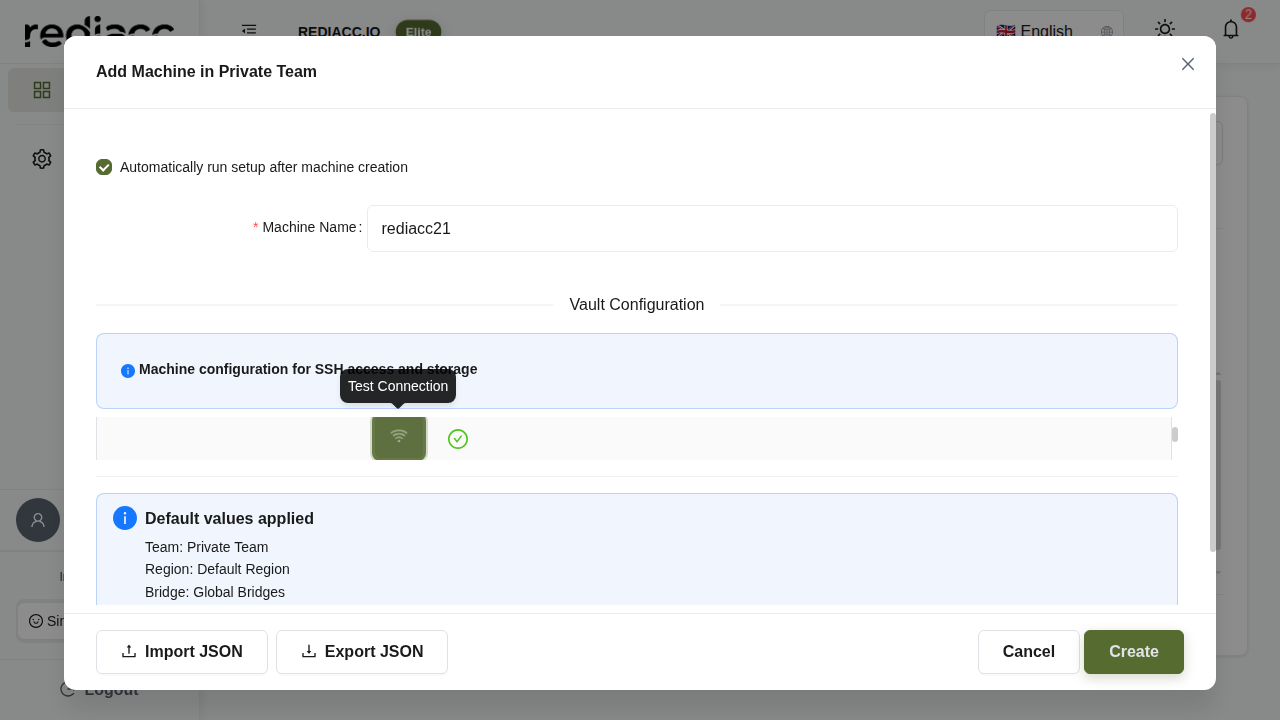 rediacc
REDIACC.IO
Elite
🇬🇧 English
2
Add Machine in Private Team
Automatically run setup after machine creation
* Machine Name :
rediacc21
Vault Configuration
Machine configuration for SSH access and storage
Test Connection
Default values applied
Team: Private Team
Region: Default Region
Bridge: Global Bridges
Import JSON
Export JSON
Cancel
Create
Logout